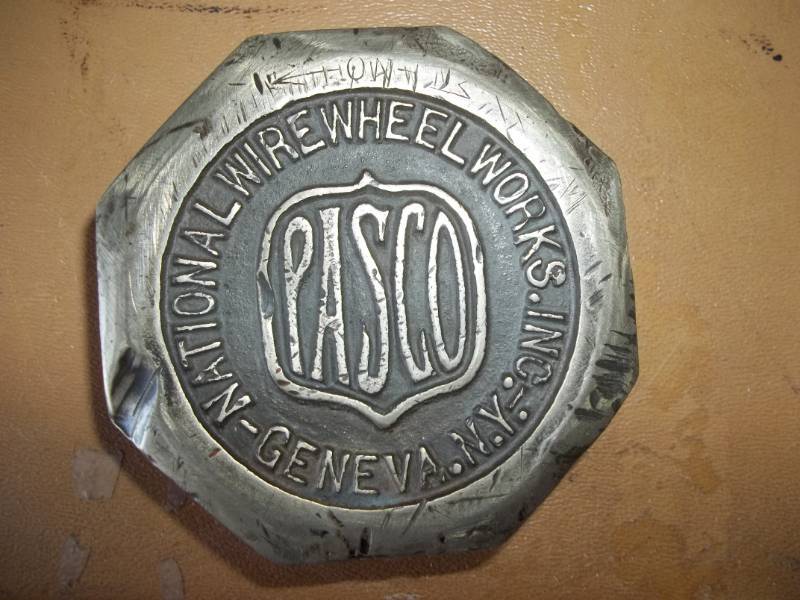 NATIONAL WIRE WHEEL WORKS. INC.
PASCO
-GENEVA.N.Y.-